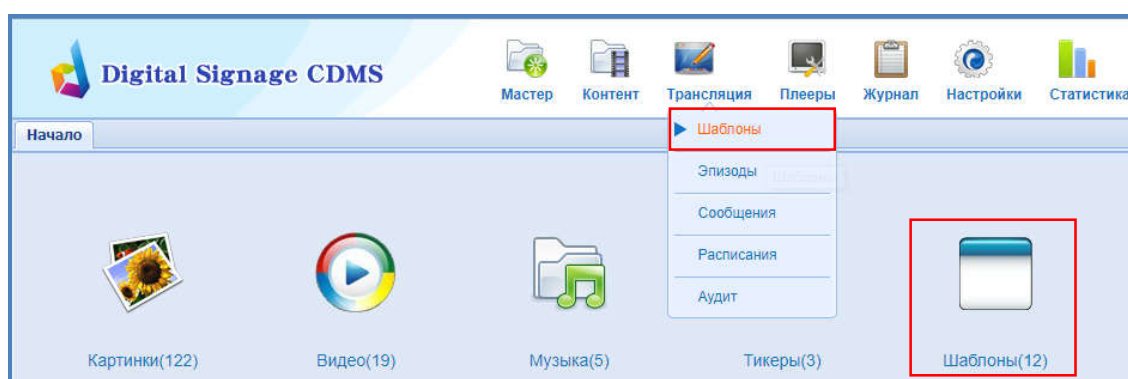 Digital Signage CDMS
Мастер Контент Трансляция Плееры Журнал Настройки Статистика
Начало
Шаблоны
Эпизоды
Сообщения
Расписания
Аудит
Картинки(122) Видео(19) Музыка(5) Тикеры(3) Шаблоны(12)